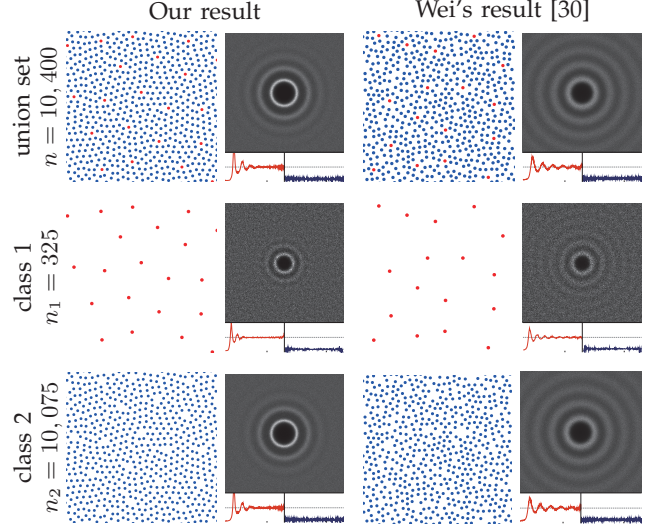 Our result
Wei's result [30]
union set
n = 10, 400
class 1
n₁ = 325
class 2
n₂ = 10, 075